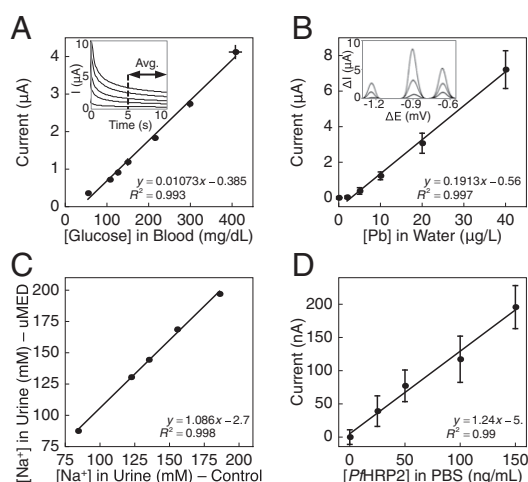 A
5
4
3
2
1
0
Current (µA)
10
5
0
I (µA)
Avg.
0 5 10
Time (s)
y = 0.01073x – 0.385
R² = 0.993
0 100 200 300 400
[Glucose] in Blood (mg/dL)
B
8
6
4
2
0
Current (µA)
10
5
0
ΔI (µA)
-1.2 -0.9 -0.6
ΔE (mV)
y = 0.1913x – 0.56
R² = 0.997
0 10 20 30 40
[Pb] in Water (µg/L)
C
200
175
150
125
100
75
[Na⁺] in Urine (mM) – uMED
y = 1.086x – 2.7
R² = 0.998
75 100 125 150 175 200
[Na⁺] in Urine (mM) – Control
D
200
150
100
50
0
Current (nA)
y = 1.24x – 5.
R² = 0.99
0 50 100 150
[PfHRP2] in PBS (ng/mL)